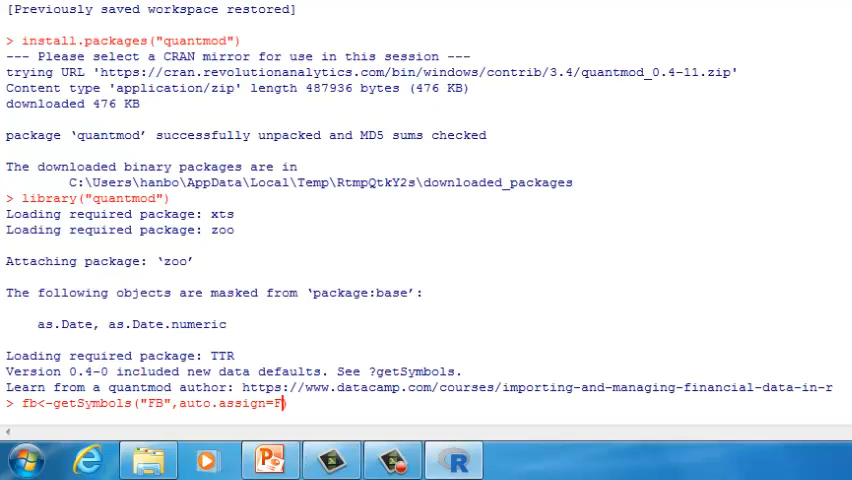 [Previously saved workspace restored]
> install.packages("quantmod")
--- Please select a CRAN mirror for use in this session ---
trying URL 'https://cran.revolutionanalytics.com/bin/windows/contrib/3.4/quantmod_0.4-11.zip'
Content type 'application/zip' length 487936 bytes (476 KB)
downloaded 476 KB
package ‘quantmod’ successfully unpacked and MD5 sums checked
The downloaded binary packages are in
C:\Users\hanbo\AppData\Local\Temp\RtmpQtkY2s\downloaded_packages
> library("quantmod")
Loading required package: xts
Loading required package: zoo
Attaching package: ‘zoo’
The following objects are masked from ‘package:base’:
as.Date, as.Date.numeric
Loading required package: TTR
Version 0.4-0 included new data defaults. See ?getSymbols.
Learn from a quantmod author: https://www.datacamp.com/courses/importing-and-managing-financial-data-in-r
> fb<-getSymbols("FB",auto.assign=F)